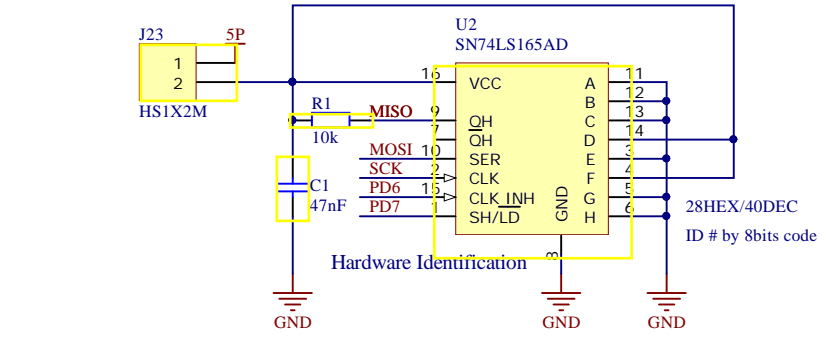 J23
5P
1
2
HS1X2M
R1
10k
C1
47nF
GND
U2
SN74LS165AD
16 VCC
MISO 9 QH
7 QH
MOSI 10 SER
SCK 2 CLK
PD6 15 CLK INH
PD7 1 SH/LD
A 11
B 12
C 13
D 14
E 3
F 4
G 5
H 6
GND
8
Hardware Identification
GND
GND
28HEX/40DEC
ID # by 8bits code